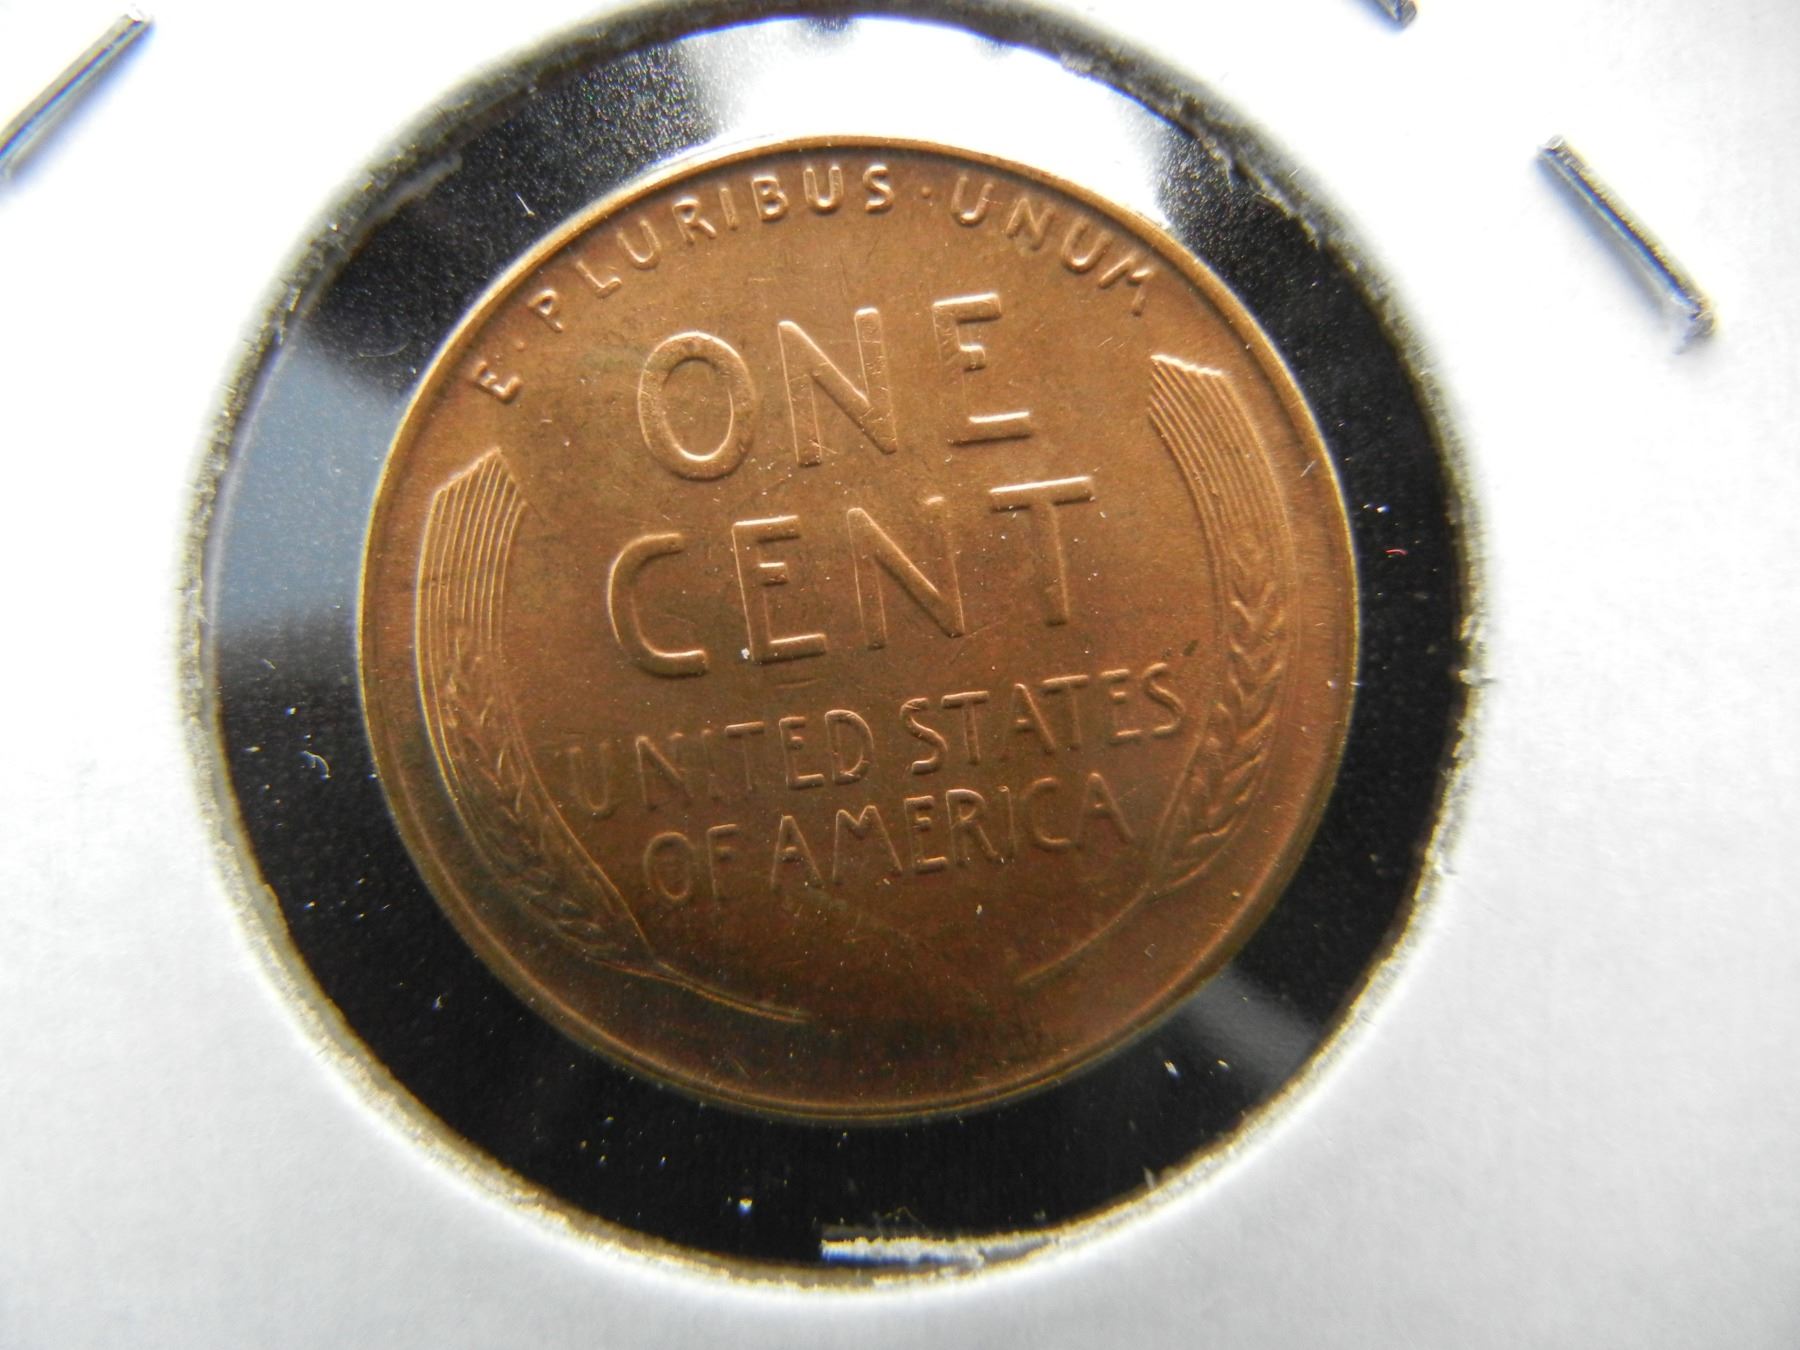 E · PLURIBUS · UNUM
ONE
CENT
UNITED STATES
OF AMERICA